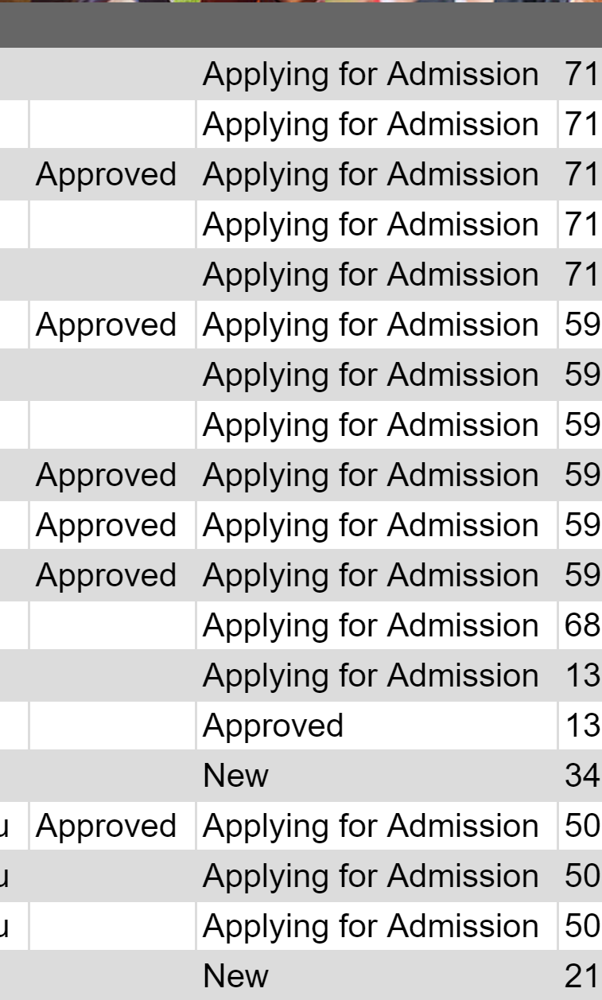 Applying for Admission 71
Applying for Admission 71
Approved Applying for Admission 71
Applying for Admission 71
Applying for Admission 71
Approved Applying for Admission 59
Applying for Admission 59
Applying for Admission 59
Approved Applying for Admission 59
Approved Applying for Admission 59
Approved Applying for Admission 59
Applying for Admission 68
Applying for Admission 13
Approved 13
New 34
u Approved Applying for Admission 50
u Applying for Admission 50
u Applying for Admission 50
New 21